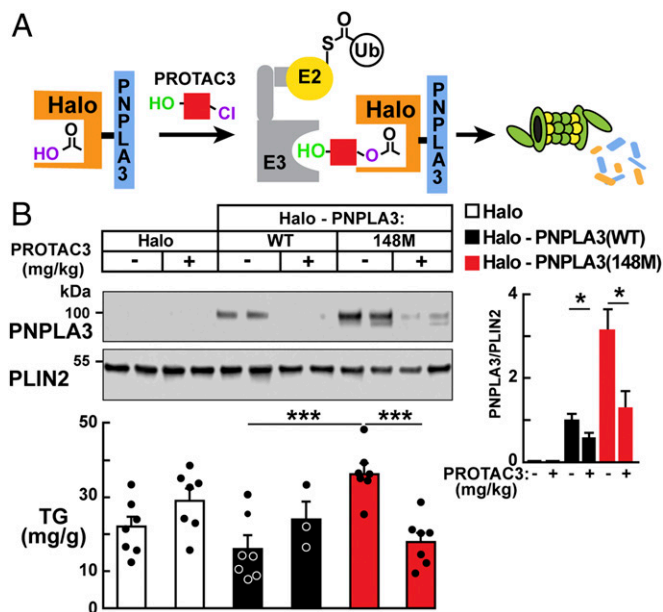 A
O
S
Ub
E2
PROTAC3
HO
Cl
Halo
PNPLA3
O
HO
E3
HO
O
O
Halo
PNPLA3
B
Halo - PNPLA3:
Halo
WT
148M
PROTAC3
(mg/kg)
- + - + - +
kDa
100
PNPLA3
55
PLIN2
Halo
Halo - PNPLA3(WT)
Halo - PNPLA3(148M)
PNPLA3/PLIN2
4
2
0
* *
PROTAC3: - + - + - +
(mg/kg)
TG
(mg/g)
50
30
10
0
*** ***